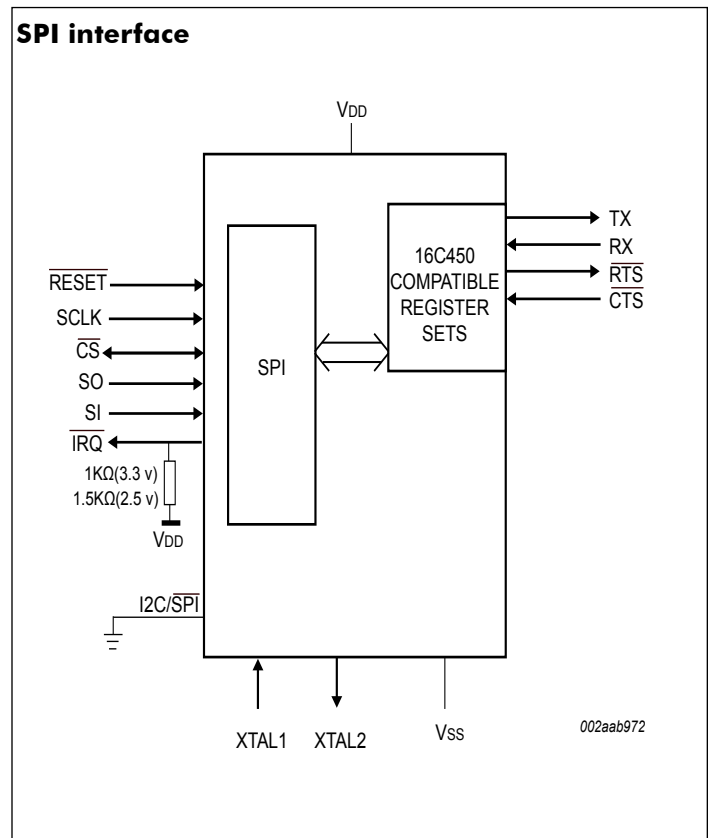 SPI interface
VDD
RESET
SCLK
CS
SO
SI
IRQ
1KΩ(3.3 v)
1.5KΩ(2.5 v)
VDD
I2C/SPI
SPI
16C450
COMPATIBLE
REGISTER
SETS
TX
RX
RTS
CTS
XTAL1
XTAL2
VSS
002aab972